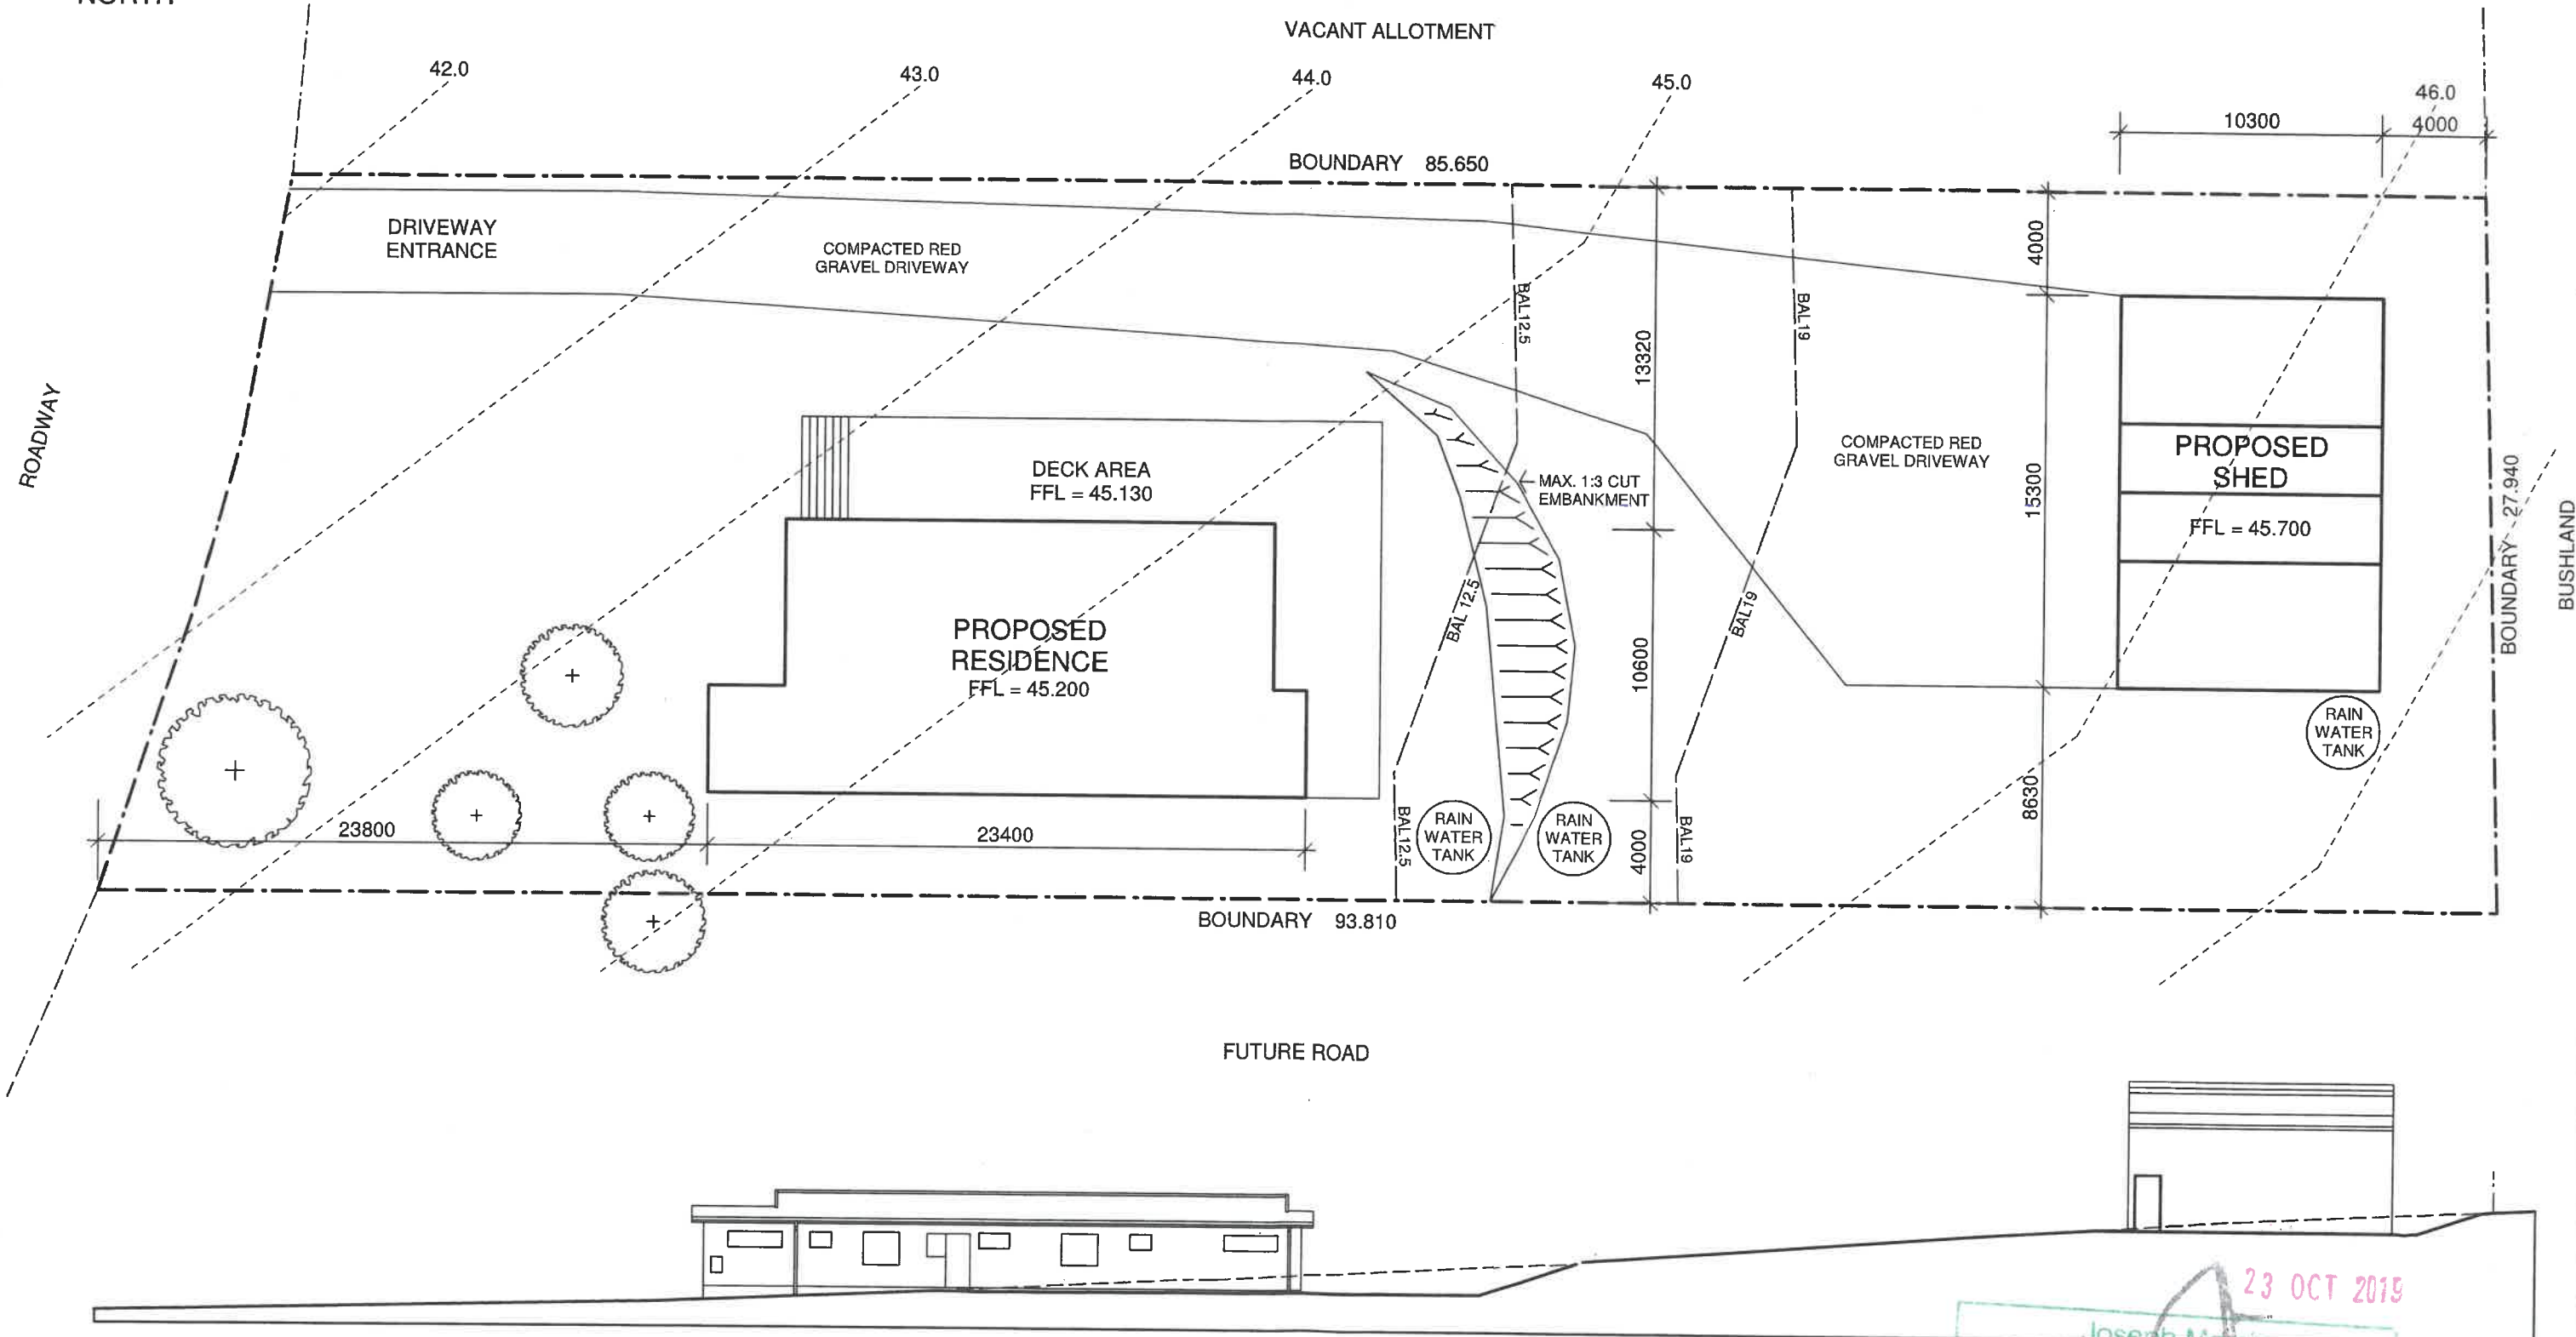 VACANT ALLOTMENT
42.0
43.0
44.0
45.0
46.0
10300
4000
BOUNDARY 85.650
DRIVEWAY
ENTRANCE
COMPACTED RED
GRAVEL DRIVEWAY
BAL12.5
BAL19
13320
4000
ROADWAY
DECK AREA
FFL = 45.130
MAX. 1:3 CUT
EMBANKMENT
COMPACTED RED
GRAVEL DRIVEWAY
15300
PROPOSED
SHED
FFL = 45.700
BOUNDARY 27.940
BUSHLAND
PROPOSED
RESIDENCE
FFL = 45.200
BAL 12.5
BAL19
10600
RAIN
WATER
TANK
23800
23400
BAL12.5
RAIN
WATER
TANK
RAIN
WATER
TANK
4000
BAL19
8630
BOUNDARY 93.810
FUTURE ROAD
23 OCT 2019
Joseph